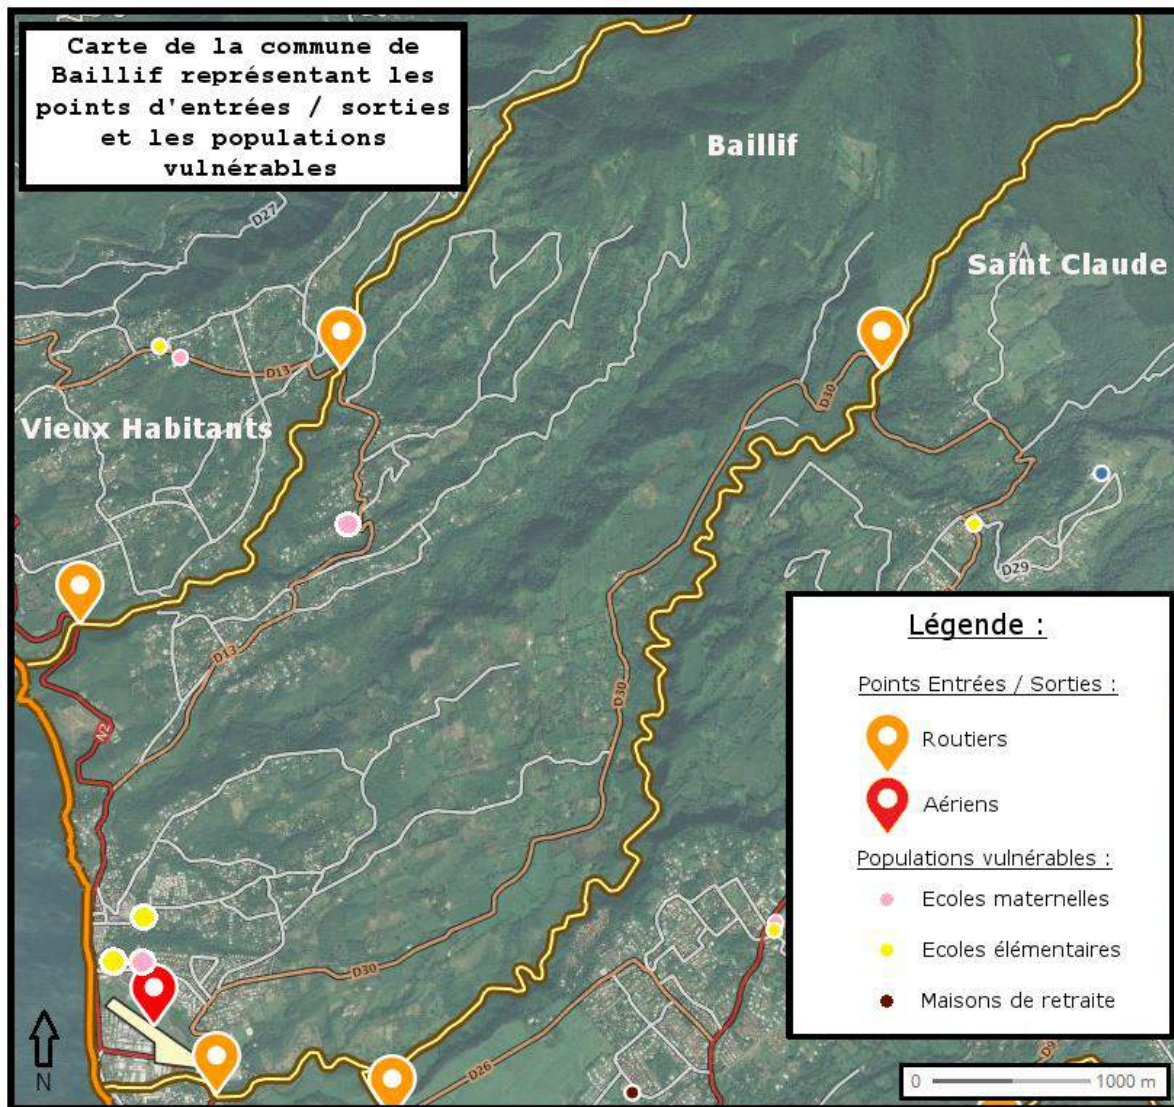 Carte de la commune de
Baillif représentant les
points d'entrées / sorties
et les populations
vulnérables
Baillif
D27
Saint Claude
D13
D30
Vieux Habitants
D29
D13
D30
N2
Légende :
Points Entrées / Sorties :
Routiers
Aériens
Populations vulnérables :
Ecoles maternelles
Ecoles élémentaires
Maisons de retraite
D30
D26
N
0 1000 m